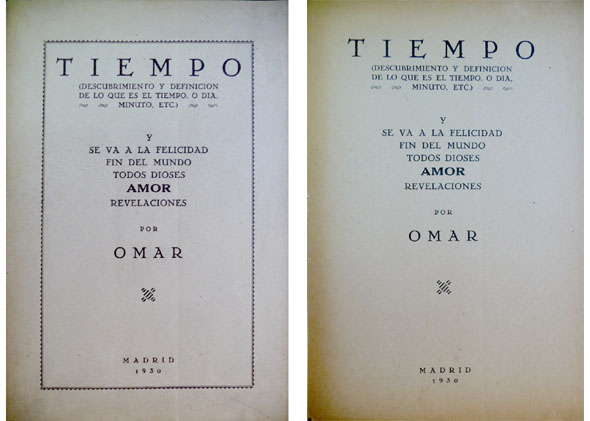 TIEMPO
(DESCUBRIMIENTO Y DEFINICION
DE LO QUE ES EL TIEMPO, O DIA,
MINUTO, ETC.)
Y
SE VA A LA FELICIDAD
FIN DEL MUNDO
TODOS DIOSES
AMOR
REVELACIONES
POR
OMAR
MADRID
1930
TIEMPO
(DESCUBRIMIENTO Y DEFINICION
DE LO QUE ES EL TIEMPO, O DIA,
MINUTO, ETC.)
Y
SE VA A LA FELICIDAD
FIN DEL MUNDO
TODOS DIOSES
AMOR
REVELACIONES
POR
OMAR
MADRID
1930